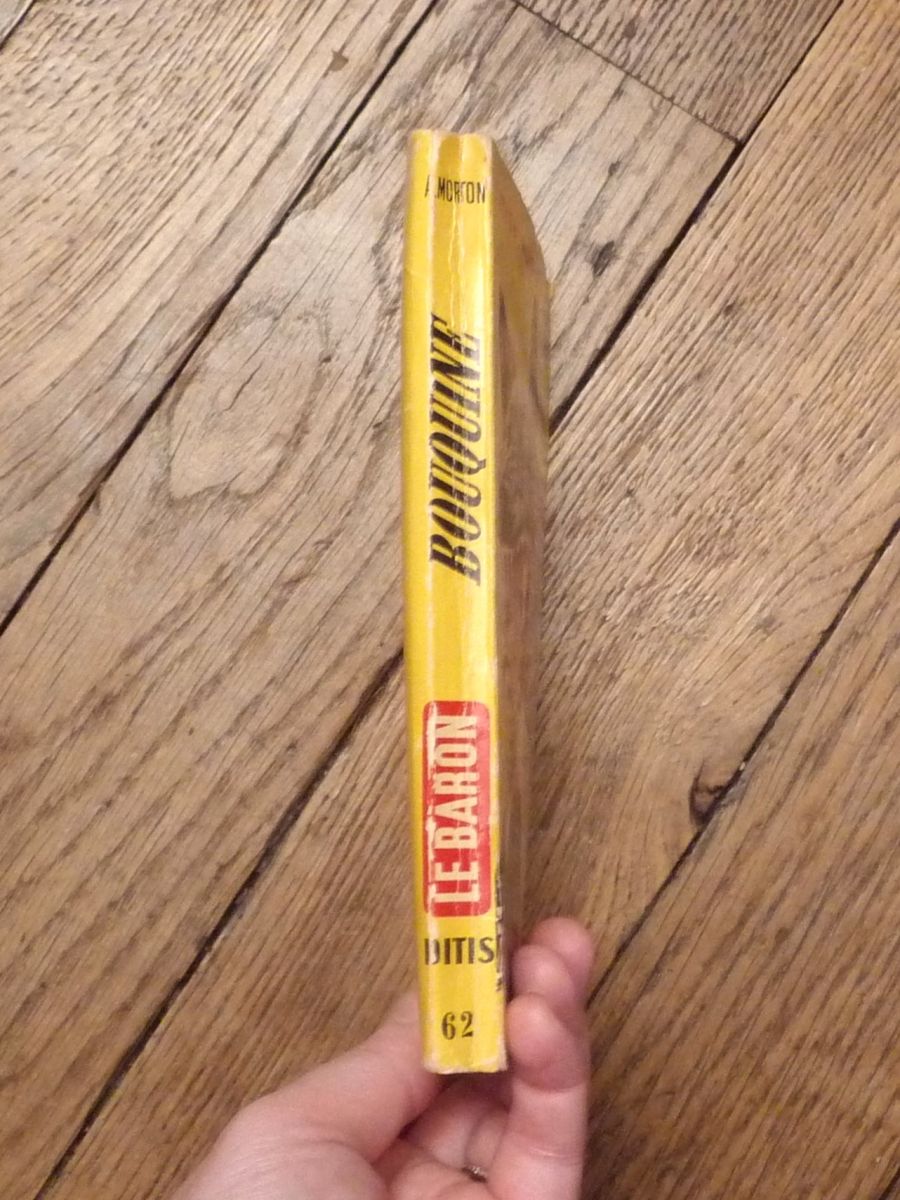 A.MORTON
BOUQUINE
LE BARON
DITIS
62